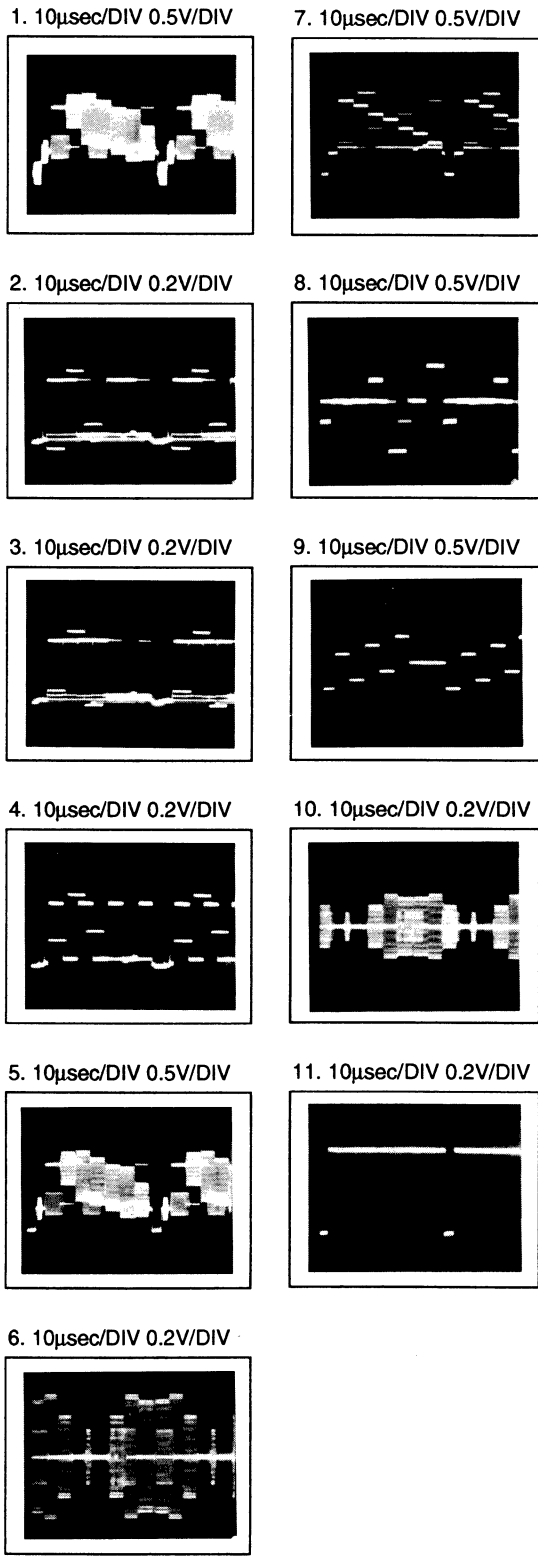 1. 10µsec/DIV 0.5V/DIV
2. 10µsec/DIV 0.2V/DIV
3. 10µsec/DIV 0.2V/DIV
4. 10µsec/DIV 0.2V/DIV
5. 10µsec/DIV 0.5V/DIV
6. 10µsec/DIV 0.2V/DIV
7. 10µsec/DIV 0.5V/DIV
8. 10µsec/DIV 0.5V/DIV
9. 10µsec/DIV 0.5V/DIV
10. 10µsec/DIV 0.2V/DIV
11. 10µsec/DIV 0.2V/DIV